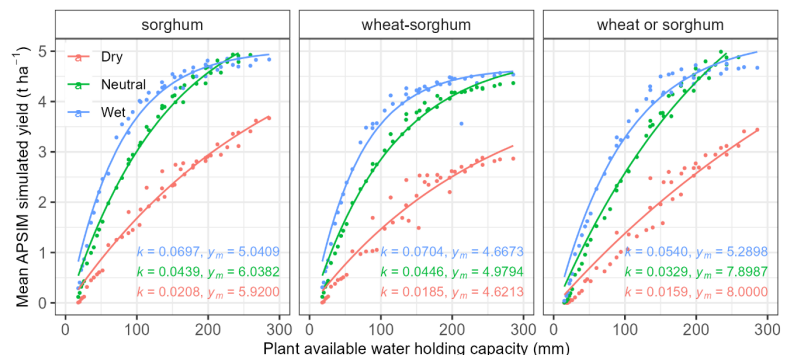 sorghum
wheat-sorghum
wheat or sorghum
Mean APSIM simulated yield (t ha⁻¹)
5
4
3
2
1
0
a Dry
a Neutral
a Wet
k = 0.0697, yₘ = 5.0409
k = 0.0439, yₘ = 6.0382
k = 0.0208, yₘ = 5.9200
k = 0.0704, yₘ = 4.6673
k = 0.0446, yₘ = 4.9794
k = 0.0185, yₘ = 4.6213
k = 0.0540, yₘ = 5.2898
k = 0.0329, yₘ = 7.8987
k = 0.0159, yₘ = 8.0000
0 100 200 300
0 100 200 300
0 100 200 300
Plant available water holding capacity (mm)